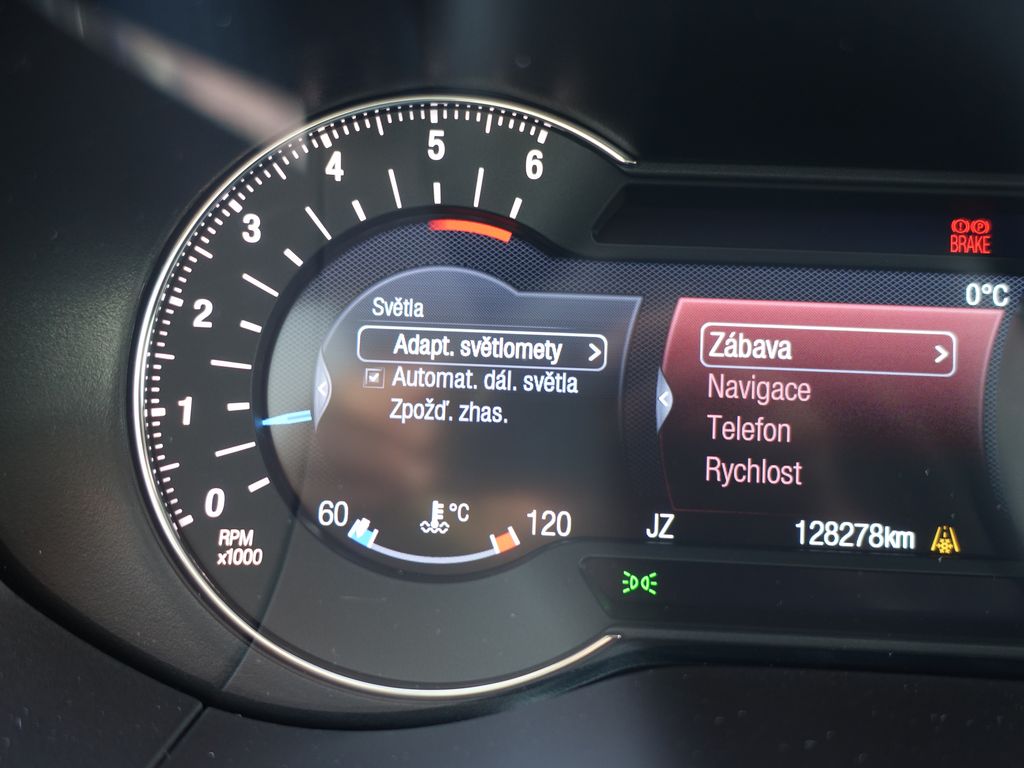 0
1
2
3
4
5
6
RPM
x1000
Světla
Adapt. světlomety
Automat. dál. světla
Zpožď. zhas.
60
°C
120
BRAKE
0°C
Zábava
Navigace
Telefon
Rychlost
JZ
128278km